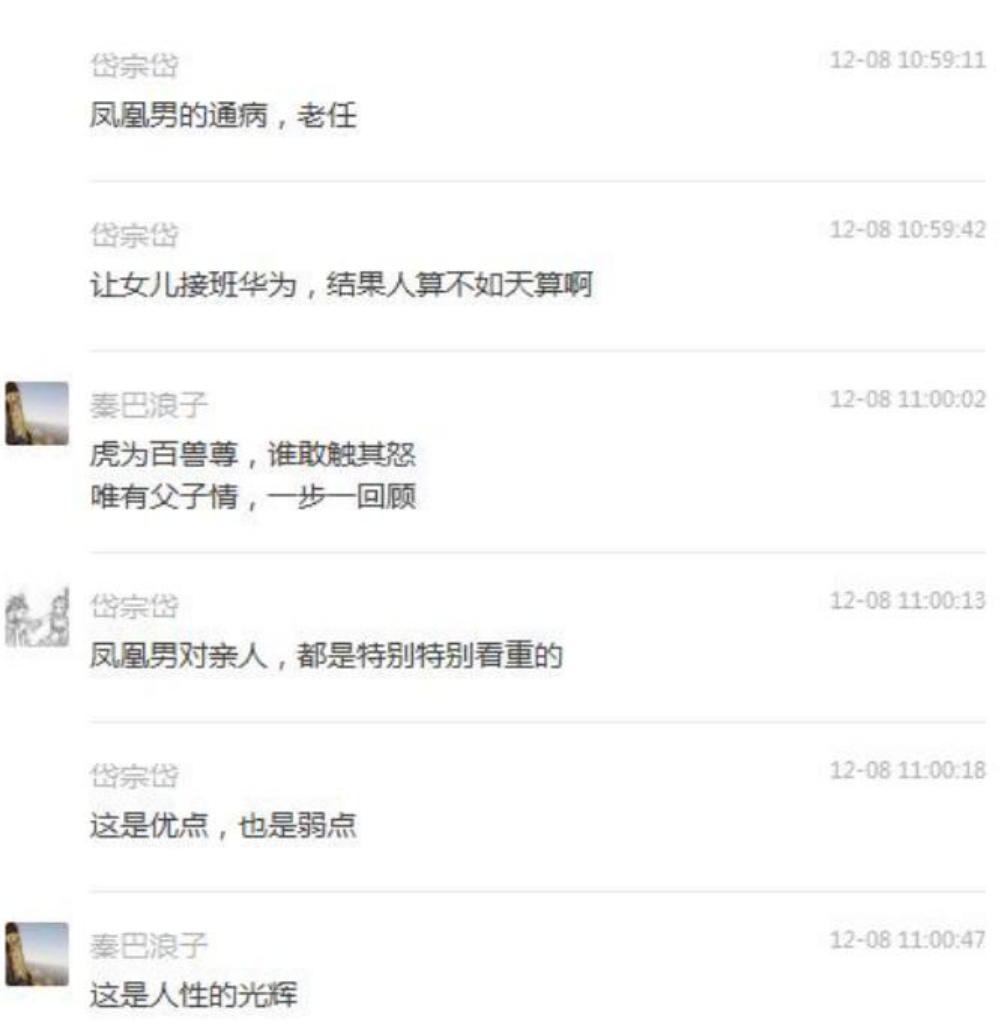 岱宗岱
12-08 10:59:11
凤凰男的通病，老任
岱宗岱
12-08 10:59:42
让女儿接班华为，结果人算不如天算啊
秦巴浪子
12-08 11:00:02
虎为百兽尊，谁敢触其怒
唯有父子情，一步一回顾
岱宗岱
12-08 11:00:13
凤凰男对亲人，都是特别特别看重的
岱宗岱
12-08 11:00:18
这是优点，也是弱点
秦巴浪子
12-08 11:00:47
这是人性的光辉